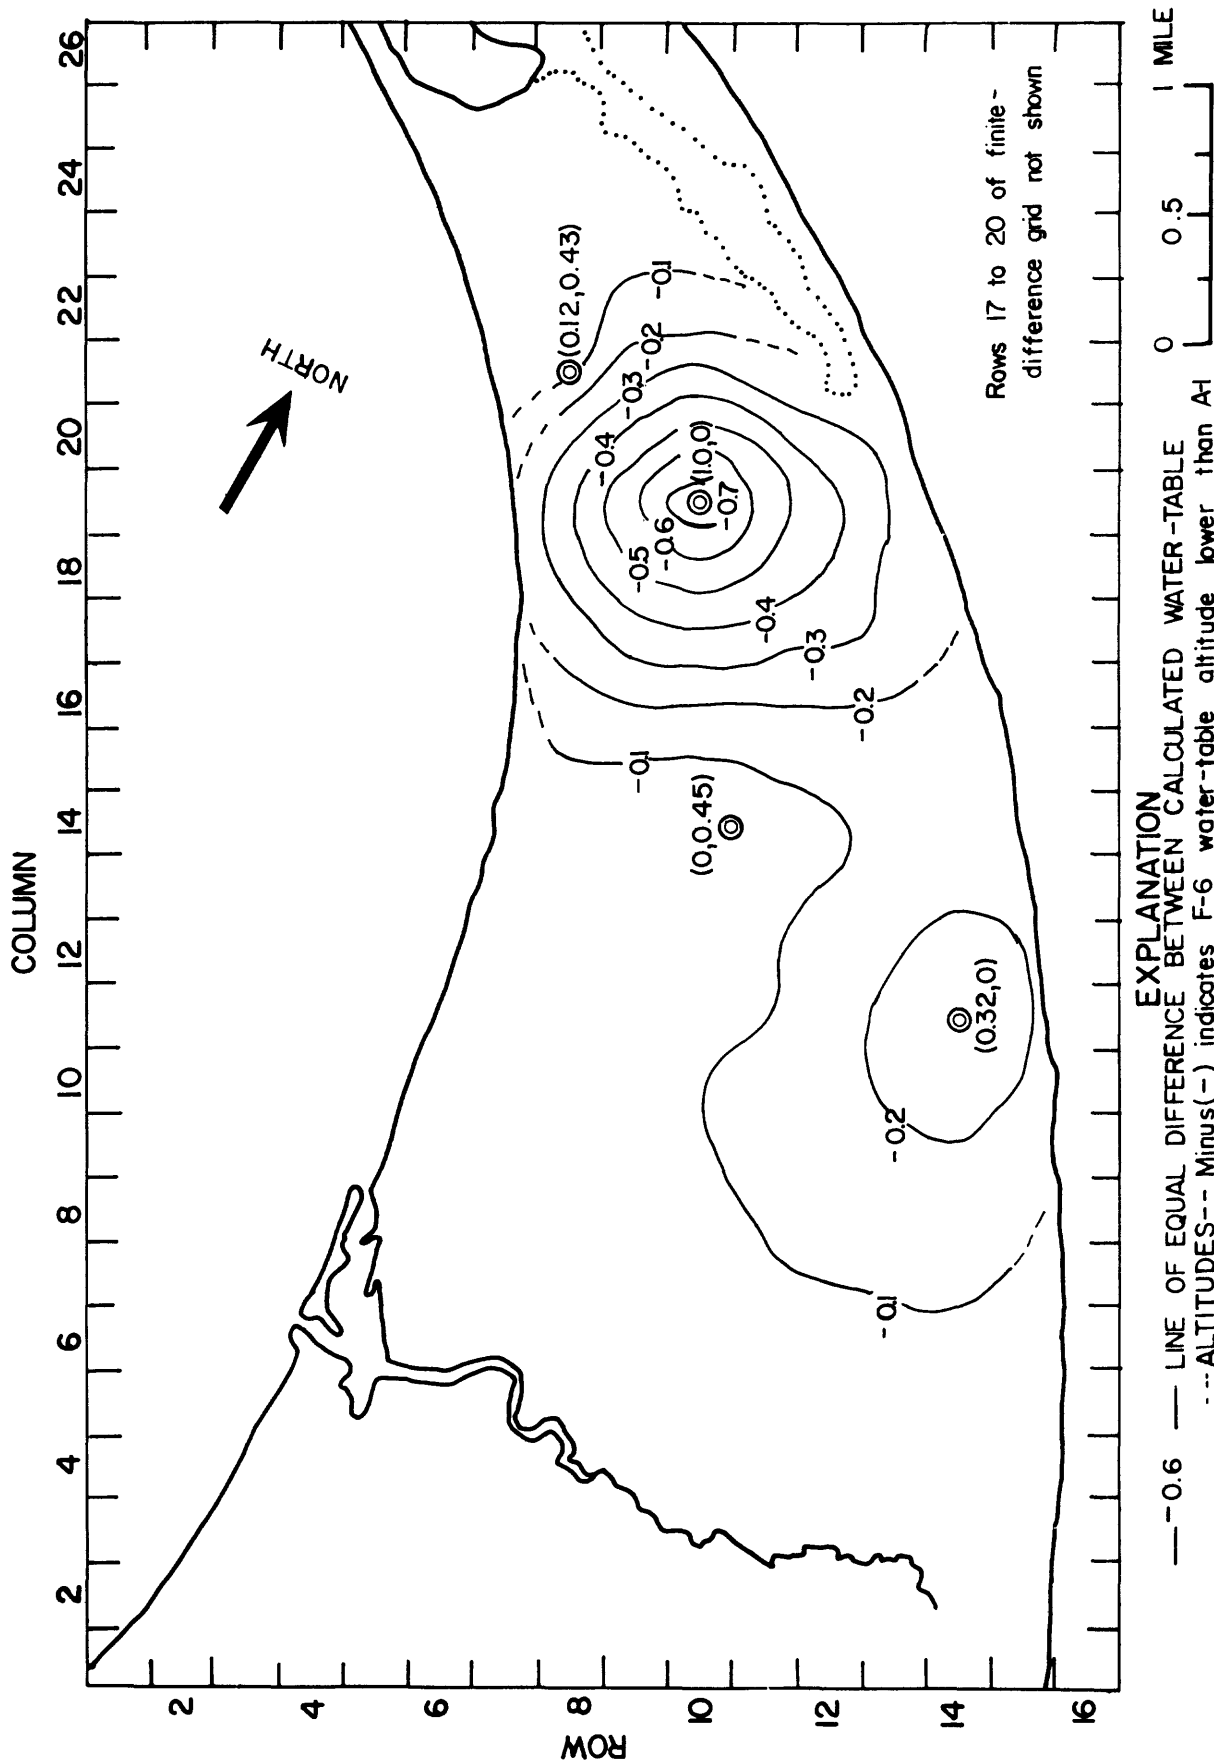 COLUMN
2 4 6 8 10 12 14 16 18 20 22 24 26
ROW
2
4
6
8
10
12
14
16
NORTH
(0.12,0.43)
-0.1
-0.2
-0.3
-0.4
(1.0,0)
-0.7
-0.6
-0.5
-0.4
-0.3
-0.2
-0.1
(0,0.45)
(0.32,0)
-0.2
-0.1
Rows 17 to 20 of finite-
difference grid not shown
0 0.5 1 MILE
EXPLANATION
—-0.6 — LINE OF EQUAL DIFFERENCE BETWEEN CALCULATED WATER-TABLE
---ALTITUDES-- Minus(-) indicates F-6 water-table altitude lower than A-1